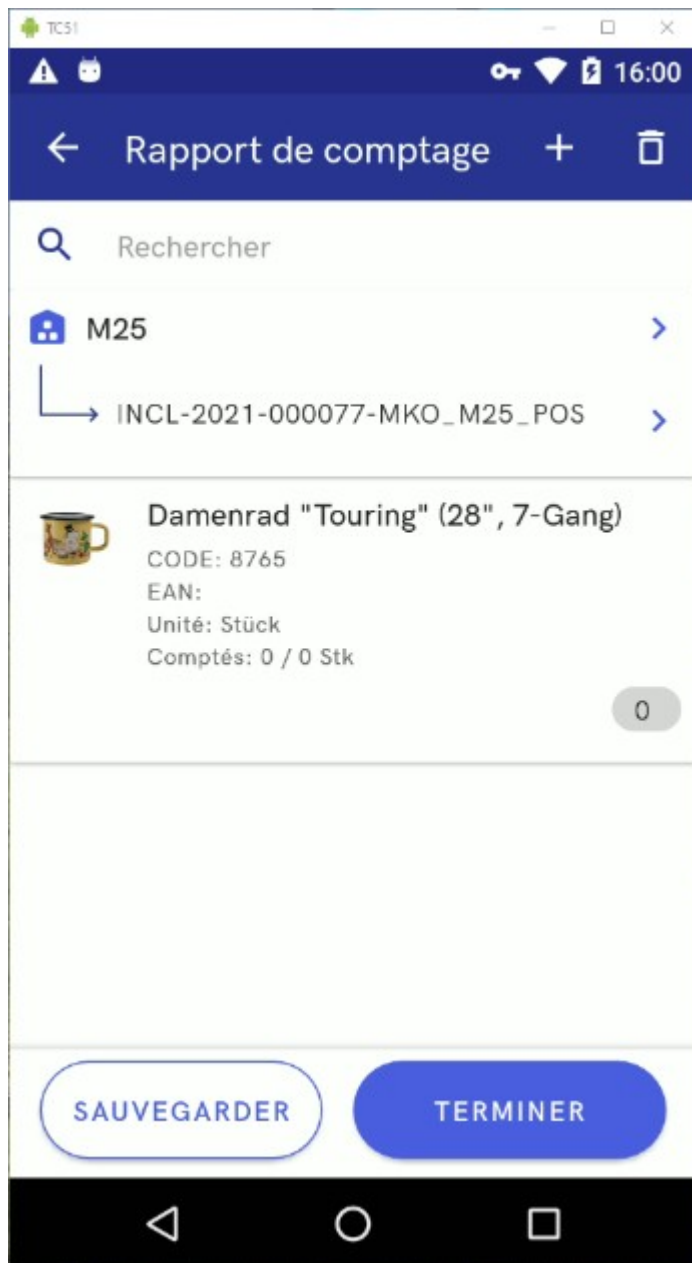 TC51
16:00
Rapport de comptage
Rechercher
M25
INCL-2021-000077-MKO_M25_POS
Damenrad "Touring" (28", 7-Gang)
CODE: 8765
EAN:
Unité: Stück
Comptés: 0 / 0 Stk
0
SAUVEGARDER
TERMINER